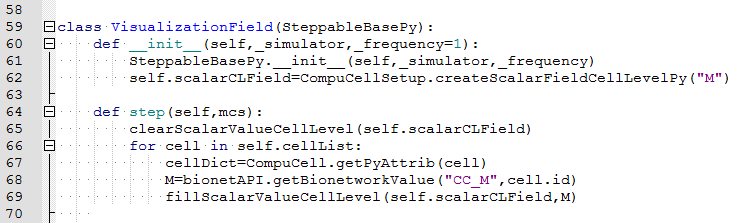 58
59 class VisualizationField(SteppableBasePy):
60     def __init__(self,_simulator,_frequency=1):
61         SteppableBasePy.__init__(self,_simulator,_frequency)
62         self.scalarCLField=CompuCellSetup.createScalarFieldCellLevelPy("M")
63
64     def step(self,mcs):
65         clearScalarValueCellLevel(self.scalarCLField)
66         for cell in self.cellList:
67             cellDict=CompuCell.getPyAttrib(cell)
68             M=bionetAPI.getBionetworkValue("CC_M",cell.id)
69             fillScalarValueCellLevel(self.scalarCLField,M)
70